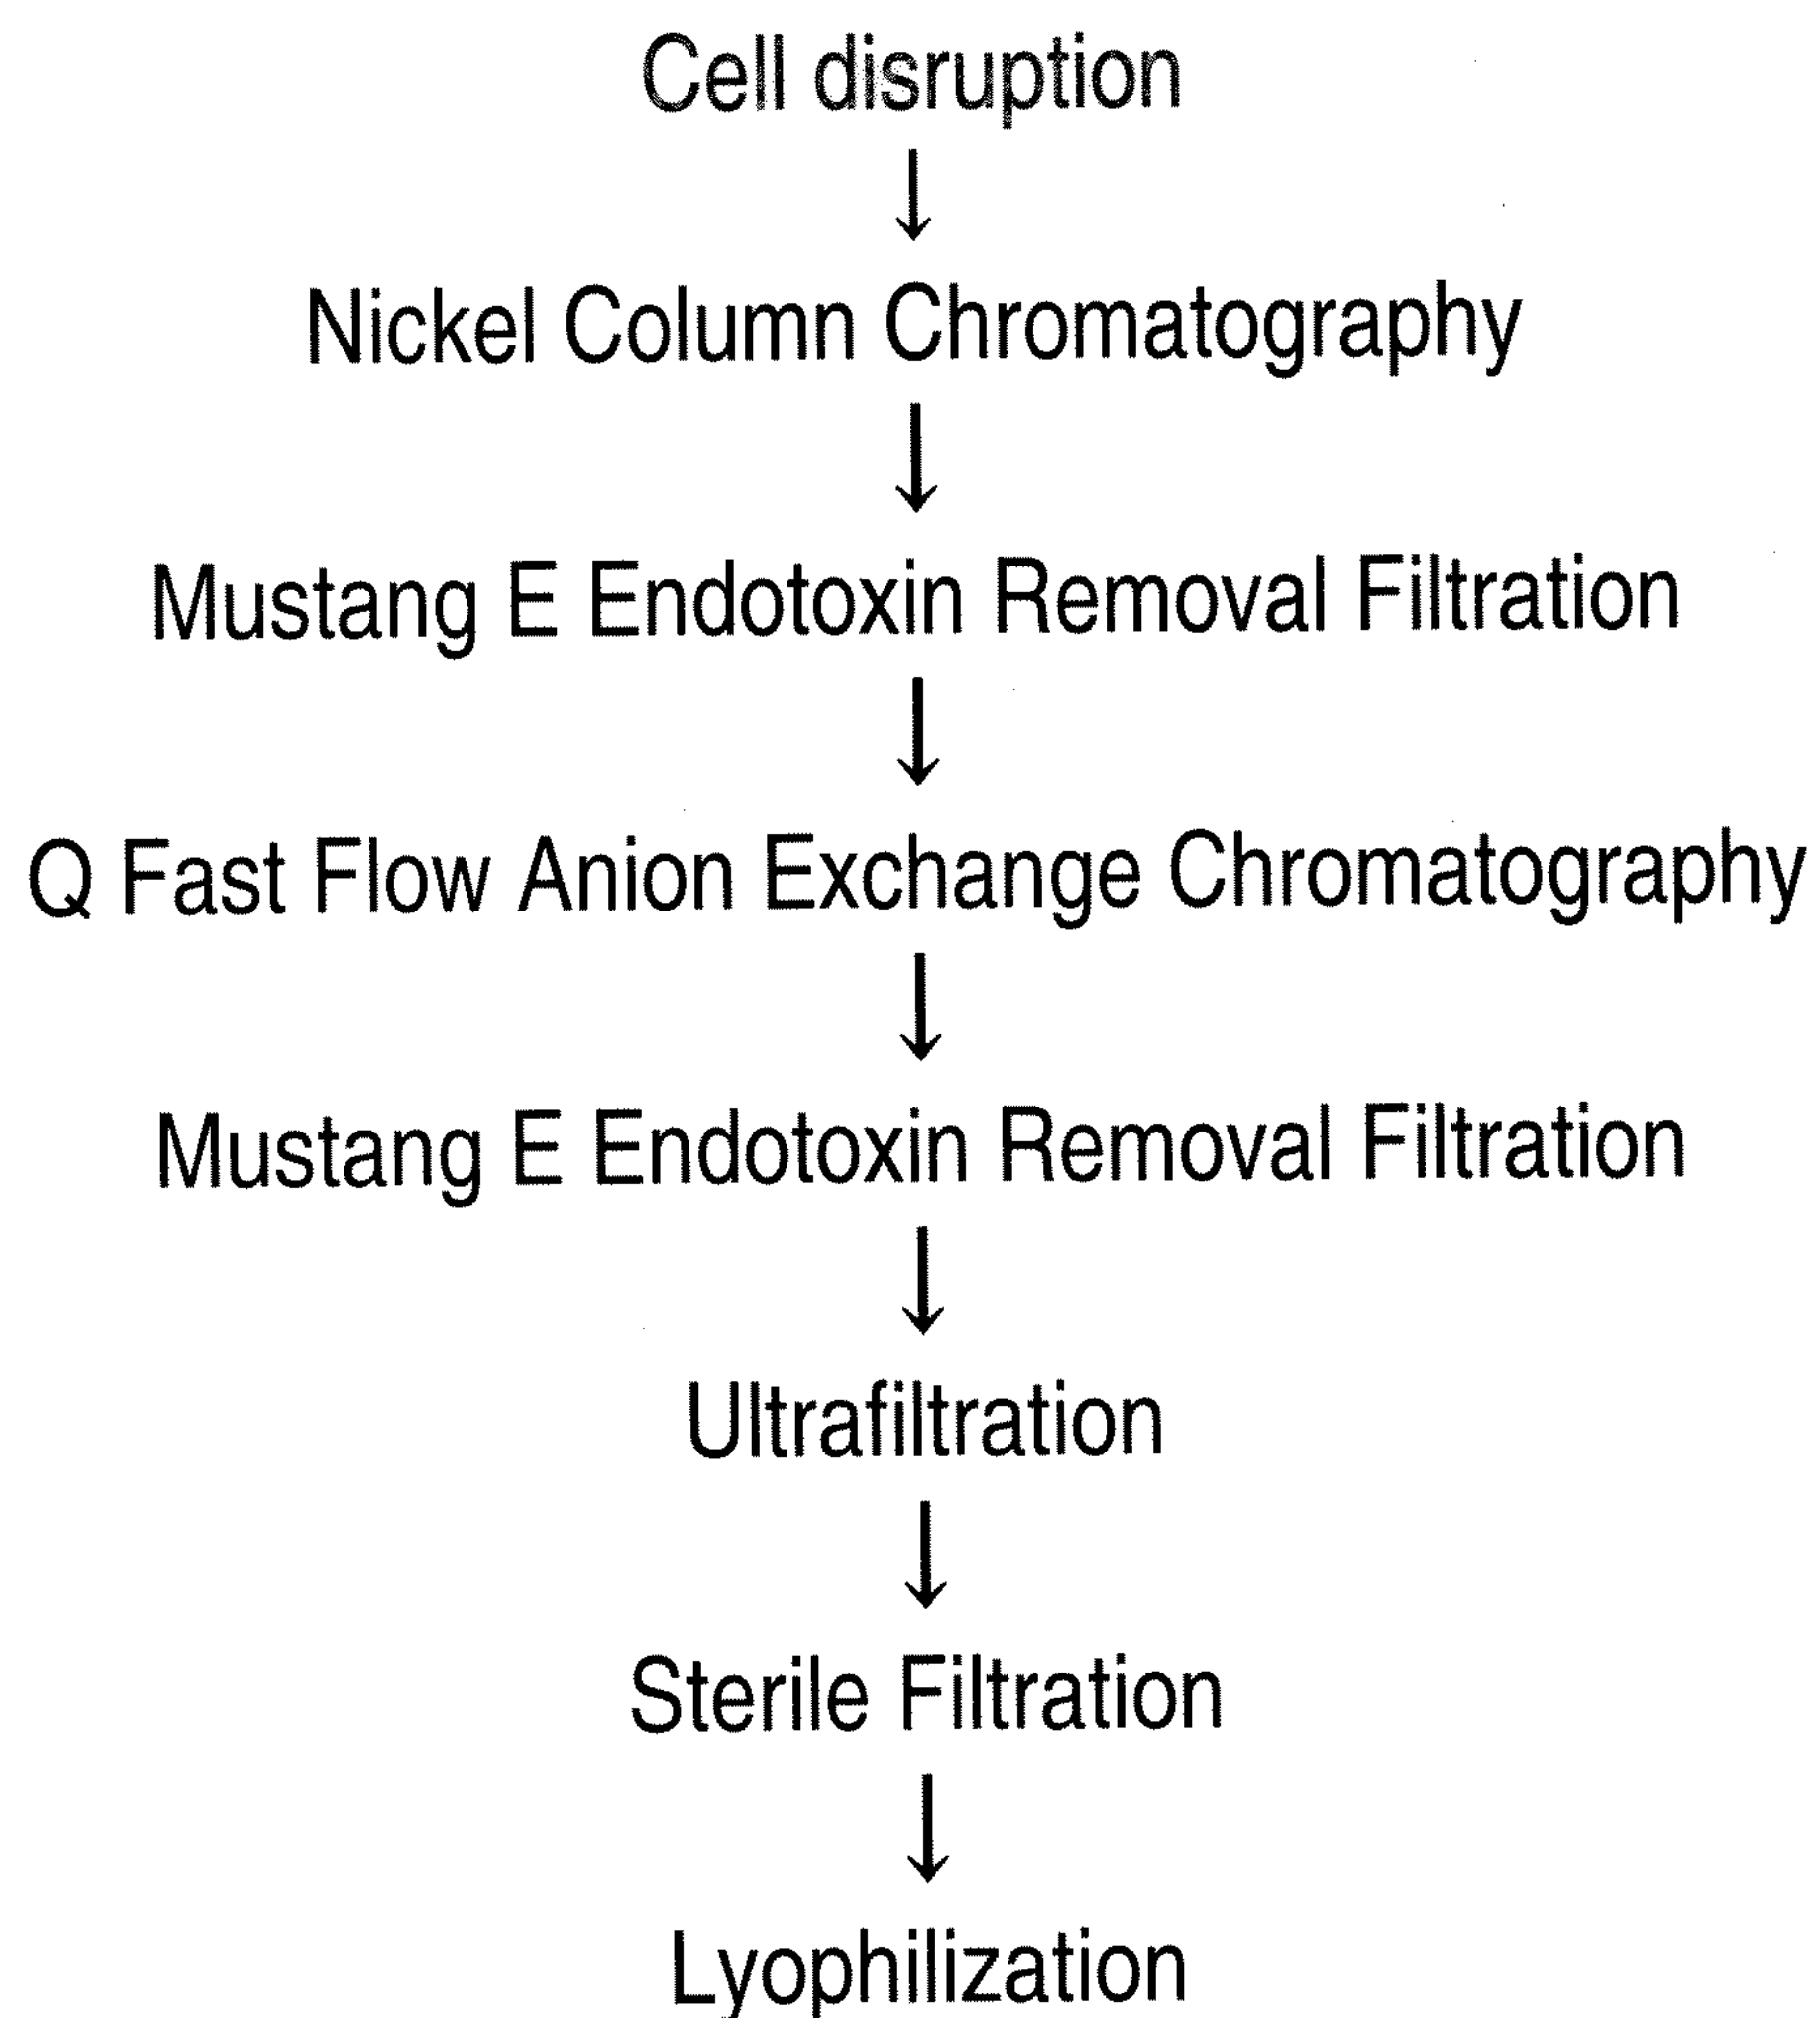 Cell disruption
Nickel Column Chromatography
Mustang E Endotoxin Removal Filtration
Q Fast Flow Anion Exchange Chromatography
Mustang E Endotoxin Removal Filtration
Ultrafiltration
Sterile Filtration
Lyophilization